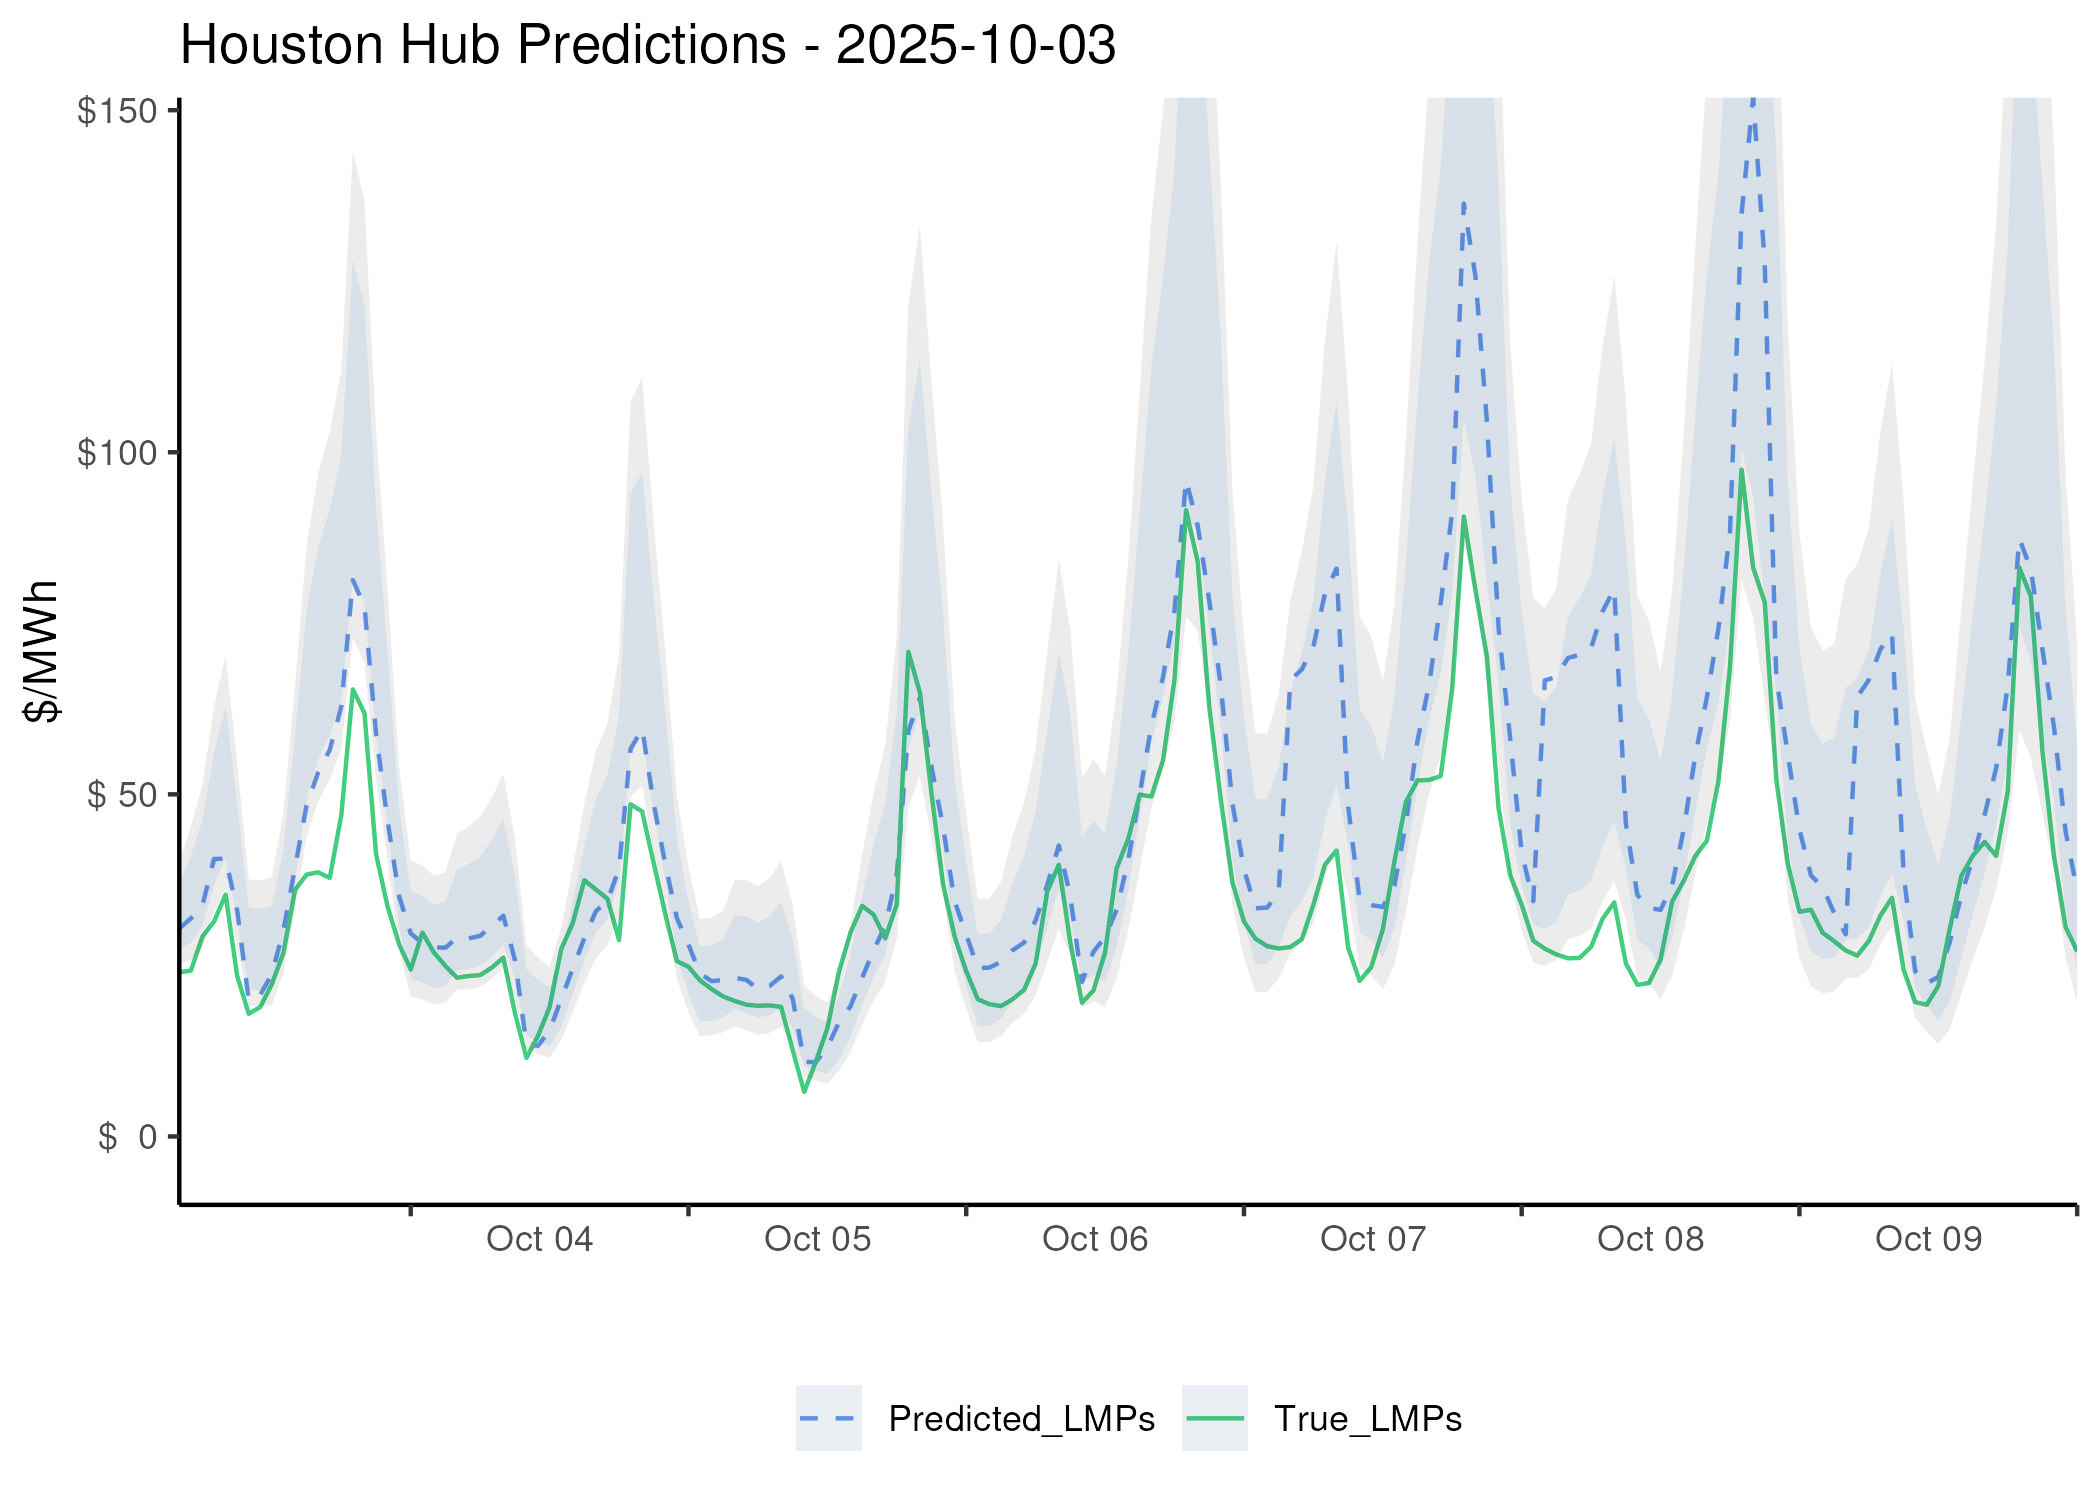 Houston Hub Predictions - 2025-10-03
$150
$100
$ 50
$ 0
$/MWh
Oct 04
Oct 05
Oct 06
Oct 07
Oct 08
Oct 09
Predicted_LMPs
True_LMPs